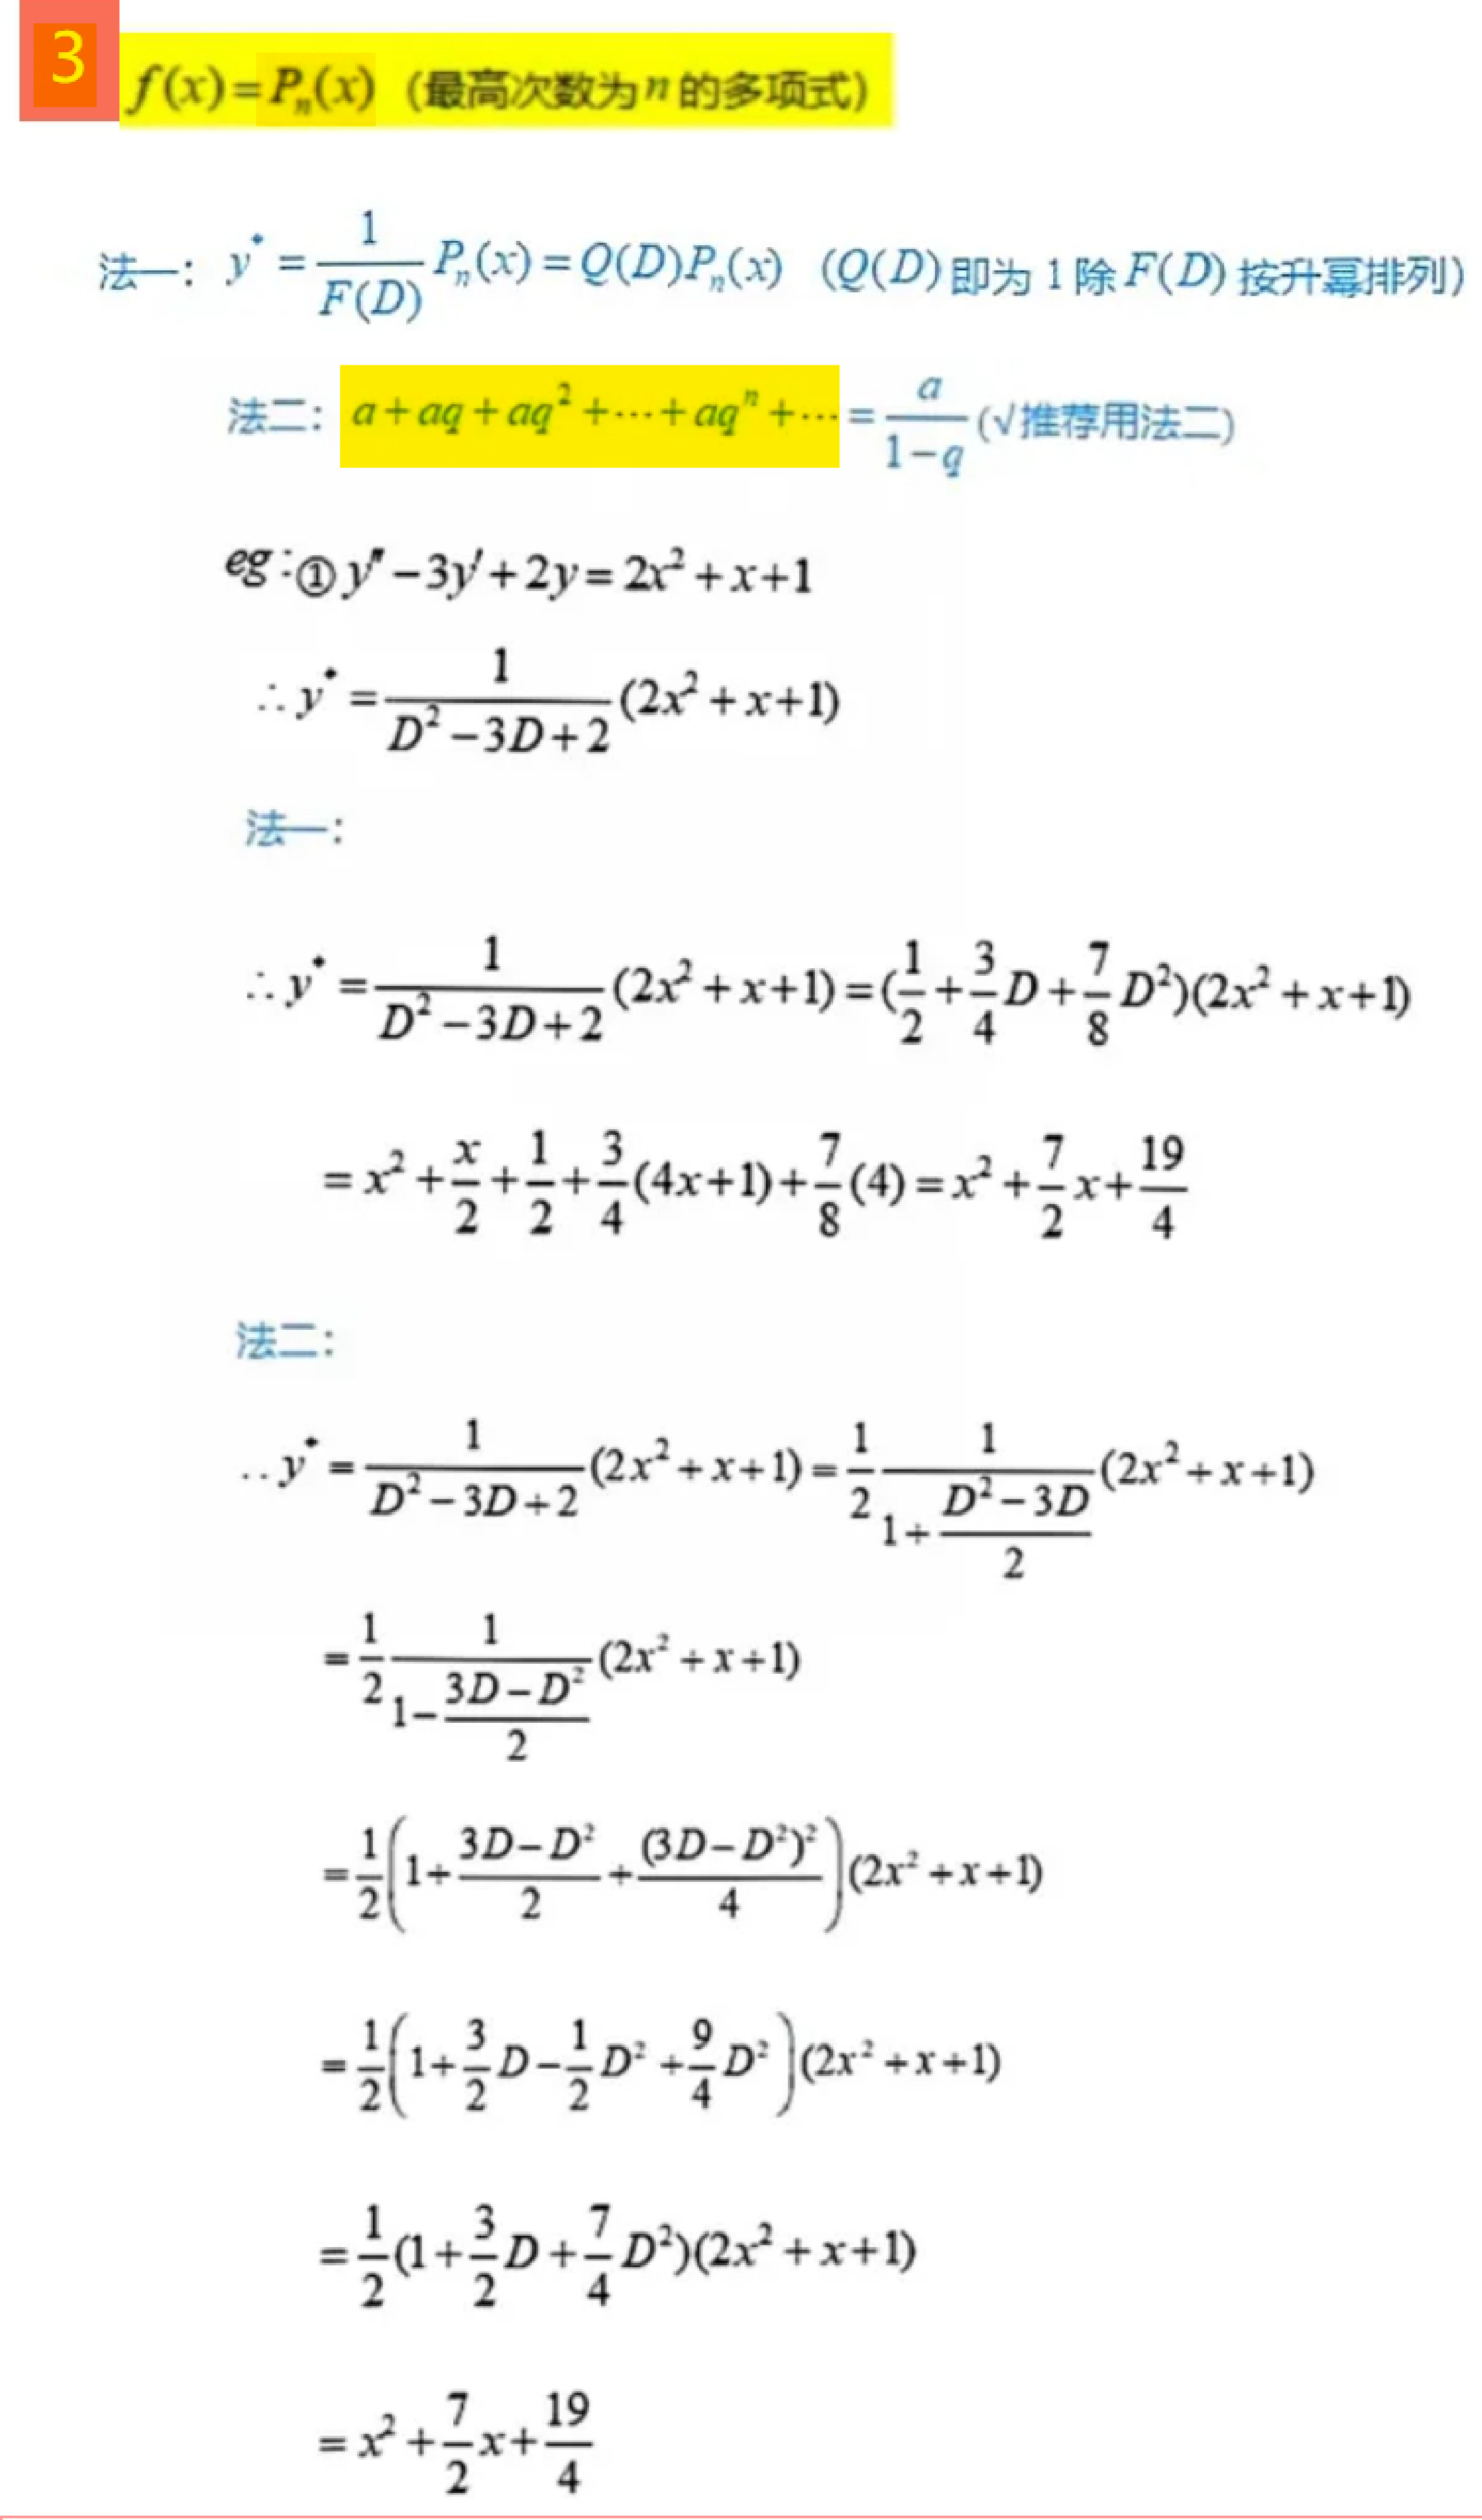 3
f(x)=Pₙ(x)（最高次数为n的多项式）
法一：y* = 1/F(D) Pₙ(x) = Q(D)Pₙ(x)（Q(D)即为1除F(D)按升幂排列）
法二：a+aq+aq²+⋯+aqⁿ+⋯ = a/(1−q) (√推荐用法二)
eg:① y″−3y′+2y=2x²+x+1
∴ y* = 1/(D²−3D+2) (2x²+x+1)
法一：
∴ y* = 1/(D²−3D+2) (2x²+x+1) = (1/2 + 3/4 D + 7/8 D²)(2x²+x+1)
= x² + x/2 + 1/2 + 3/4 (4x+1) + 7/8 (4) = x² + 7/2 x + 19/4
法二：
∴ y* = 1/(D²−3D+2) (2x²+x+1) = 1/2 1/(1+(D²−3D)/2) (2x²+x+1)
= 1/2 1/(1−(3D−D²)/2) (2x²+x+1)
= 1/2 (1 + (3D−D²)/2 + (3D−D²)²/4) (2x²+x+1)
= 1/2 (1 + 3/2 D − 1/2 D² + 9/4 D²) (2x²+x+1)
= 1/2 (1 + 3/2 D + 7/4 D²)(2x²+x+1)
= x² + 7/2 x + 19/4